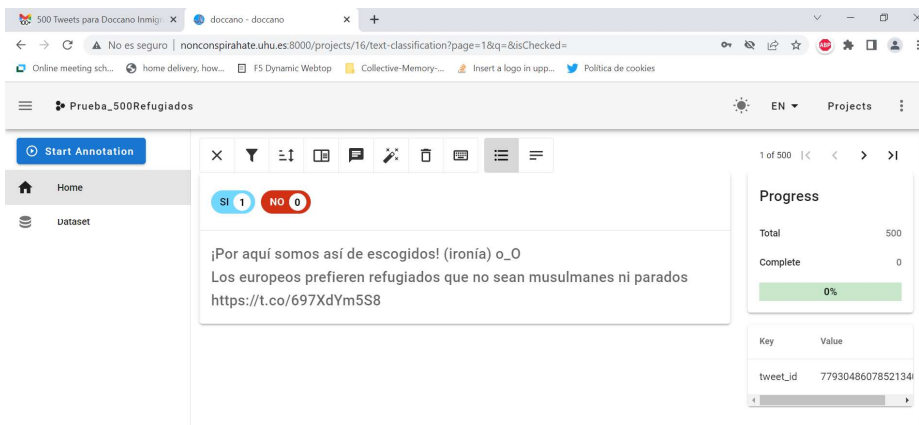 500 Tweets para Doccano Inmig
doccano - doccano
No es seguro | nonconspirahate.uhu.es:8000/projects/16/text-classification?page=1&q=&isChecked=
ABP
Online meeting sch... home delivery, how... F5 Dynamic Webtop Collective-Memory-... Insert a logo in upp... Política de cookies
Prueba_500Refugiados
EN
Projects
Start Annotation
Home
Dataset
1 of 500
SI 1 NO 0
¡Por aquí somos así de escogidos! (ironía) o_O
Los europeos prefieren refugiados que no sean musulmanes ni parados
https://t.co/697XdYm5S8
Progress
Total 500
Complete 0
0%
Key Value
tweet_id 779304860785213​4